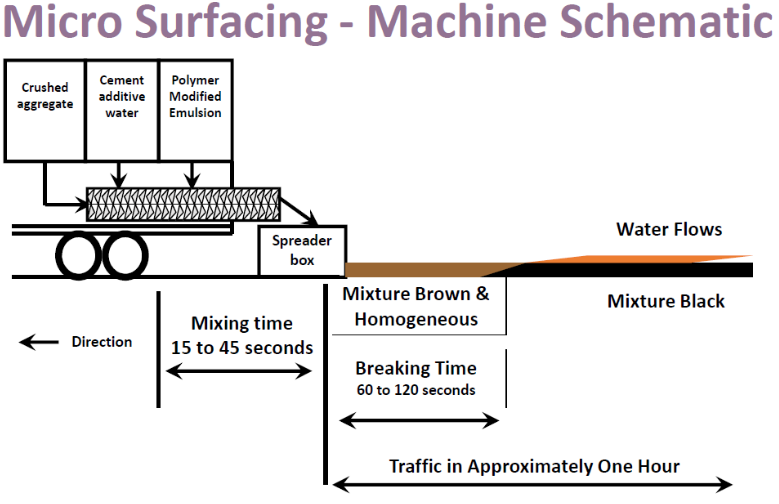 Micro Surfacing - Machine Schematic
Crushed
aggregate
Cement
additive
water
Polymer
Modified
Emulsion
Spreader
box
Water Flows
Mixture Brown &
Homogeneous
Mixture Black
Direction
Mixing time
15 to 45 seconds
Breaking Time
60 to 120 seconds
Traffic in Approximately One Hour